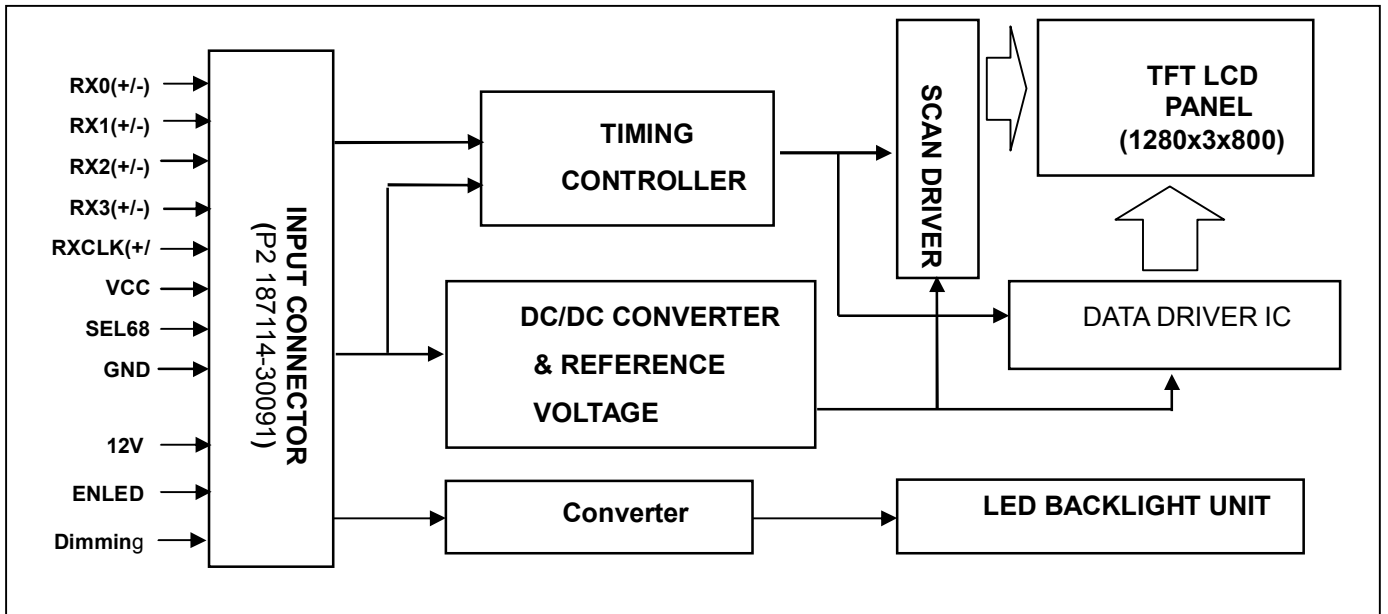 RX0(+/-)
RX1(+/-)
RX2(+/-)
RX3(+/-)
RXCLK(+/
VCC
SEL68
GND
12V
ENLED
Dimming
INPUT CONNECTOR
(P2 187114-30091)
TIMING
CONTROLLER
DC/DC CONVERTER
& REFERENCE
VOLTAGE
Converter
SCAN DRIVER
TFT LCD
PANEL
(1280x3x800)
DATA DRIVER IC
LED BACKLIGHT UNIT